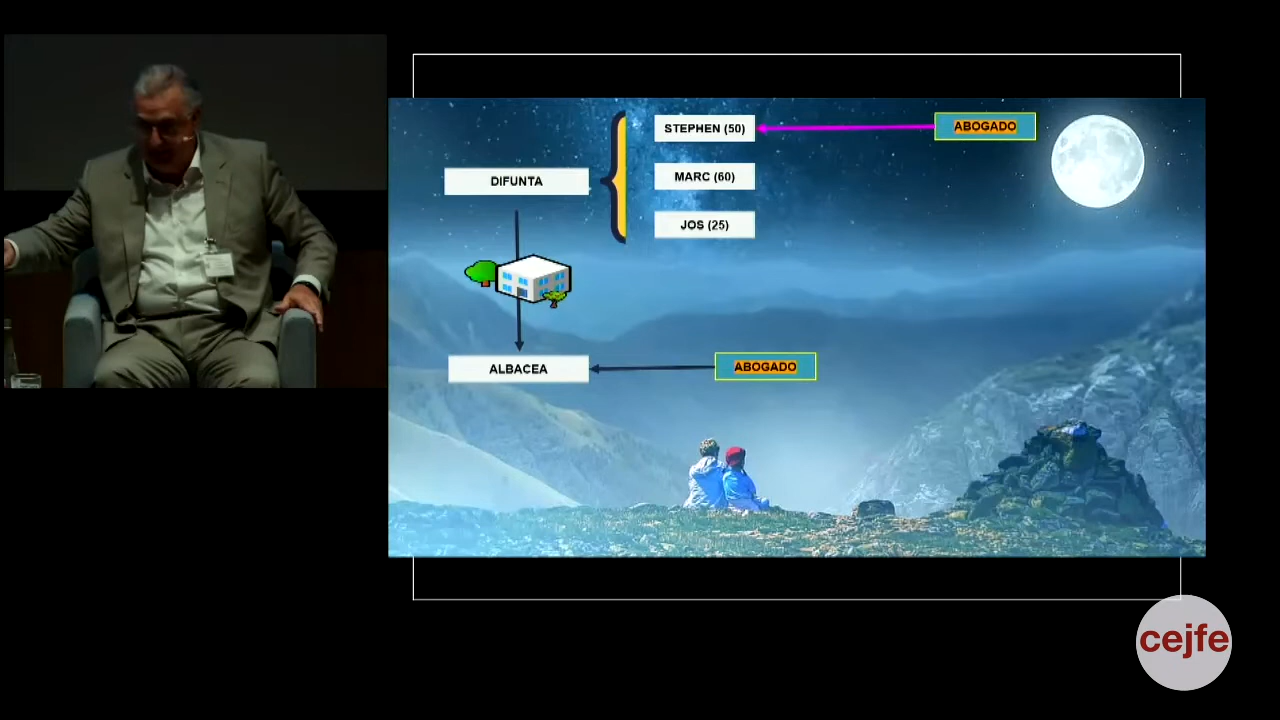 STEPHEN (50)
ABOGADO
MARC (60)
DIFUNTA
JOS (25)
ALBACEA
ABOGADO
cejfe